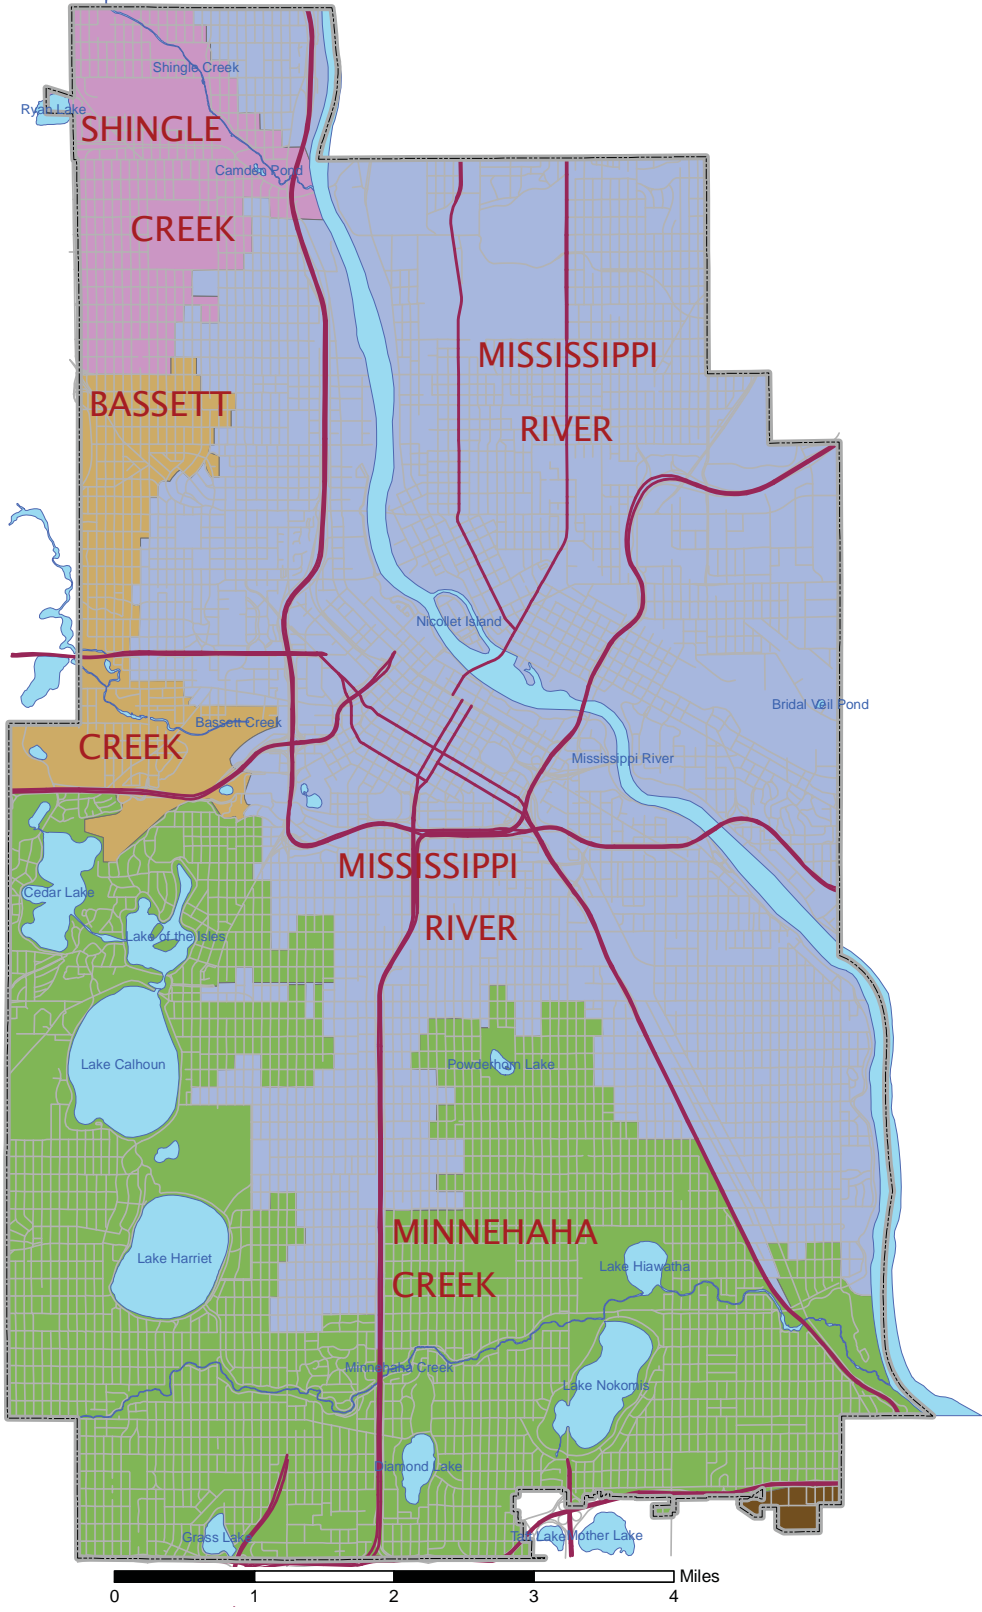 Shingle Creek
Ryan Lake
SHINGLE
Camden Pond
CREEK
MISSISSIPPI
BASSETT
RIVER
Nicollet Island
Bridal Veil Pond
Bassett Creek
CREEK
Mississippi River
MISSISSIPPI
Cedar Lake
RIVER
Lake of the Isles
Lake Calhoun
Powderhorn Lake
MINNEHAHA
Lake Harriet
Lake Hiawatha
CREEK
Minnehaha Creek
Lake Nokomis
Diamond Lake
Grass Lake
Taft Lake
Mother Lake
Miles
0 1 2 3 4